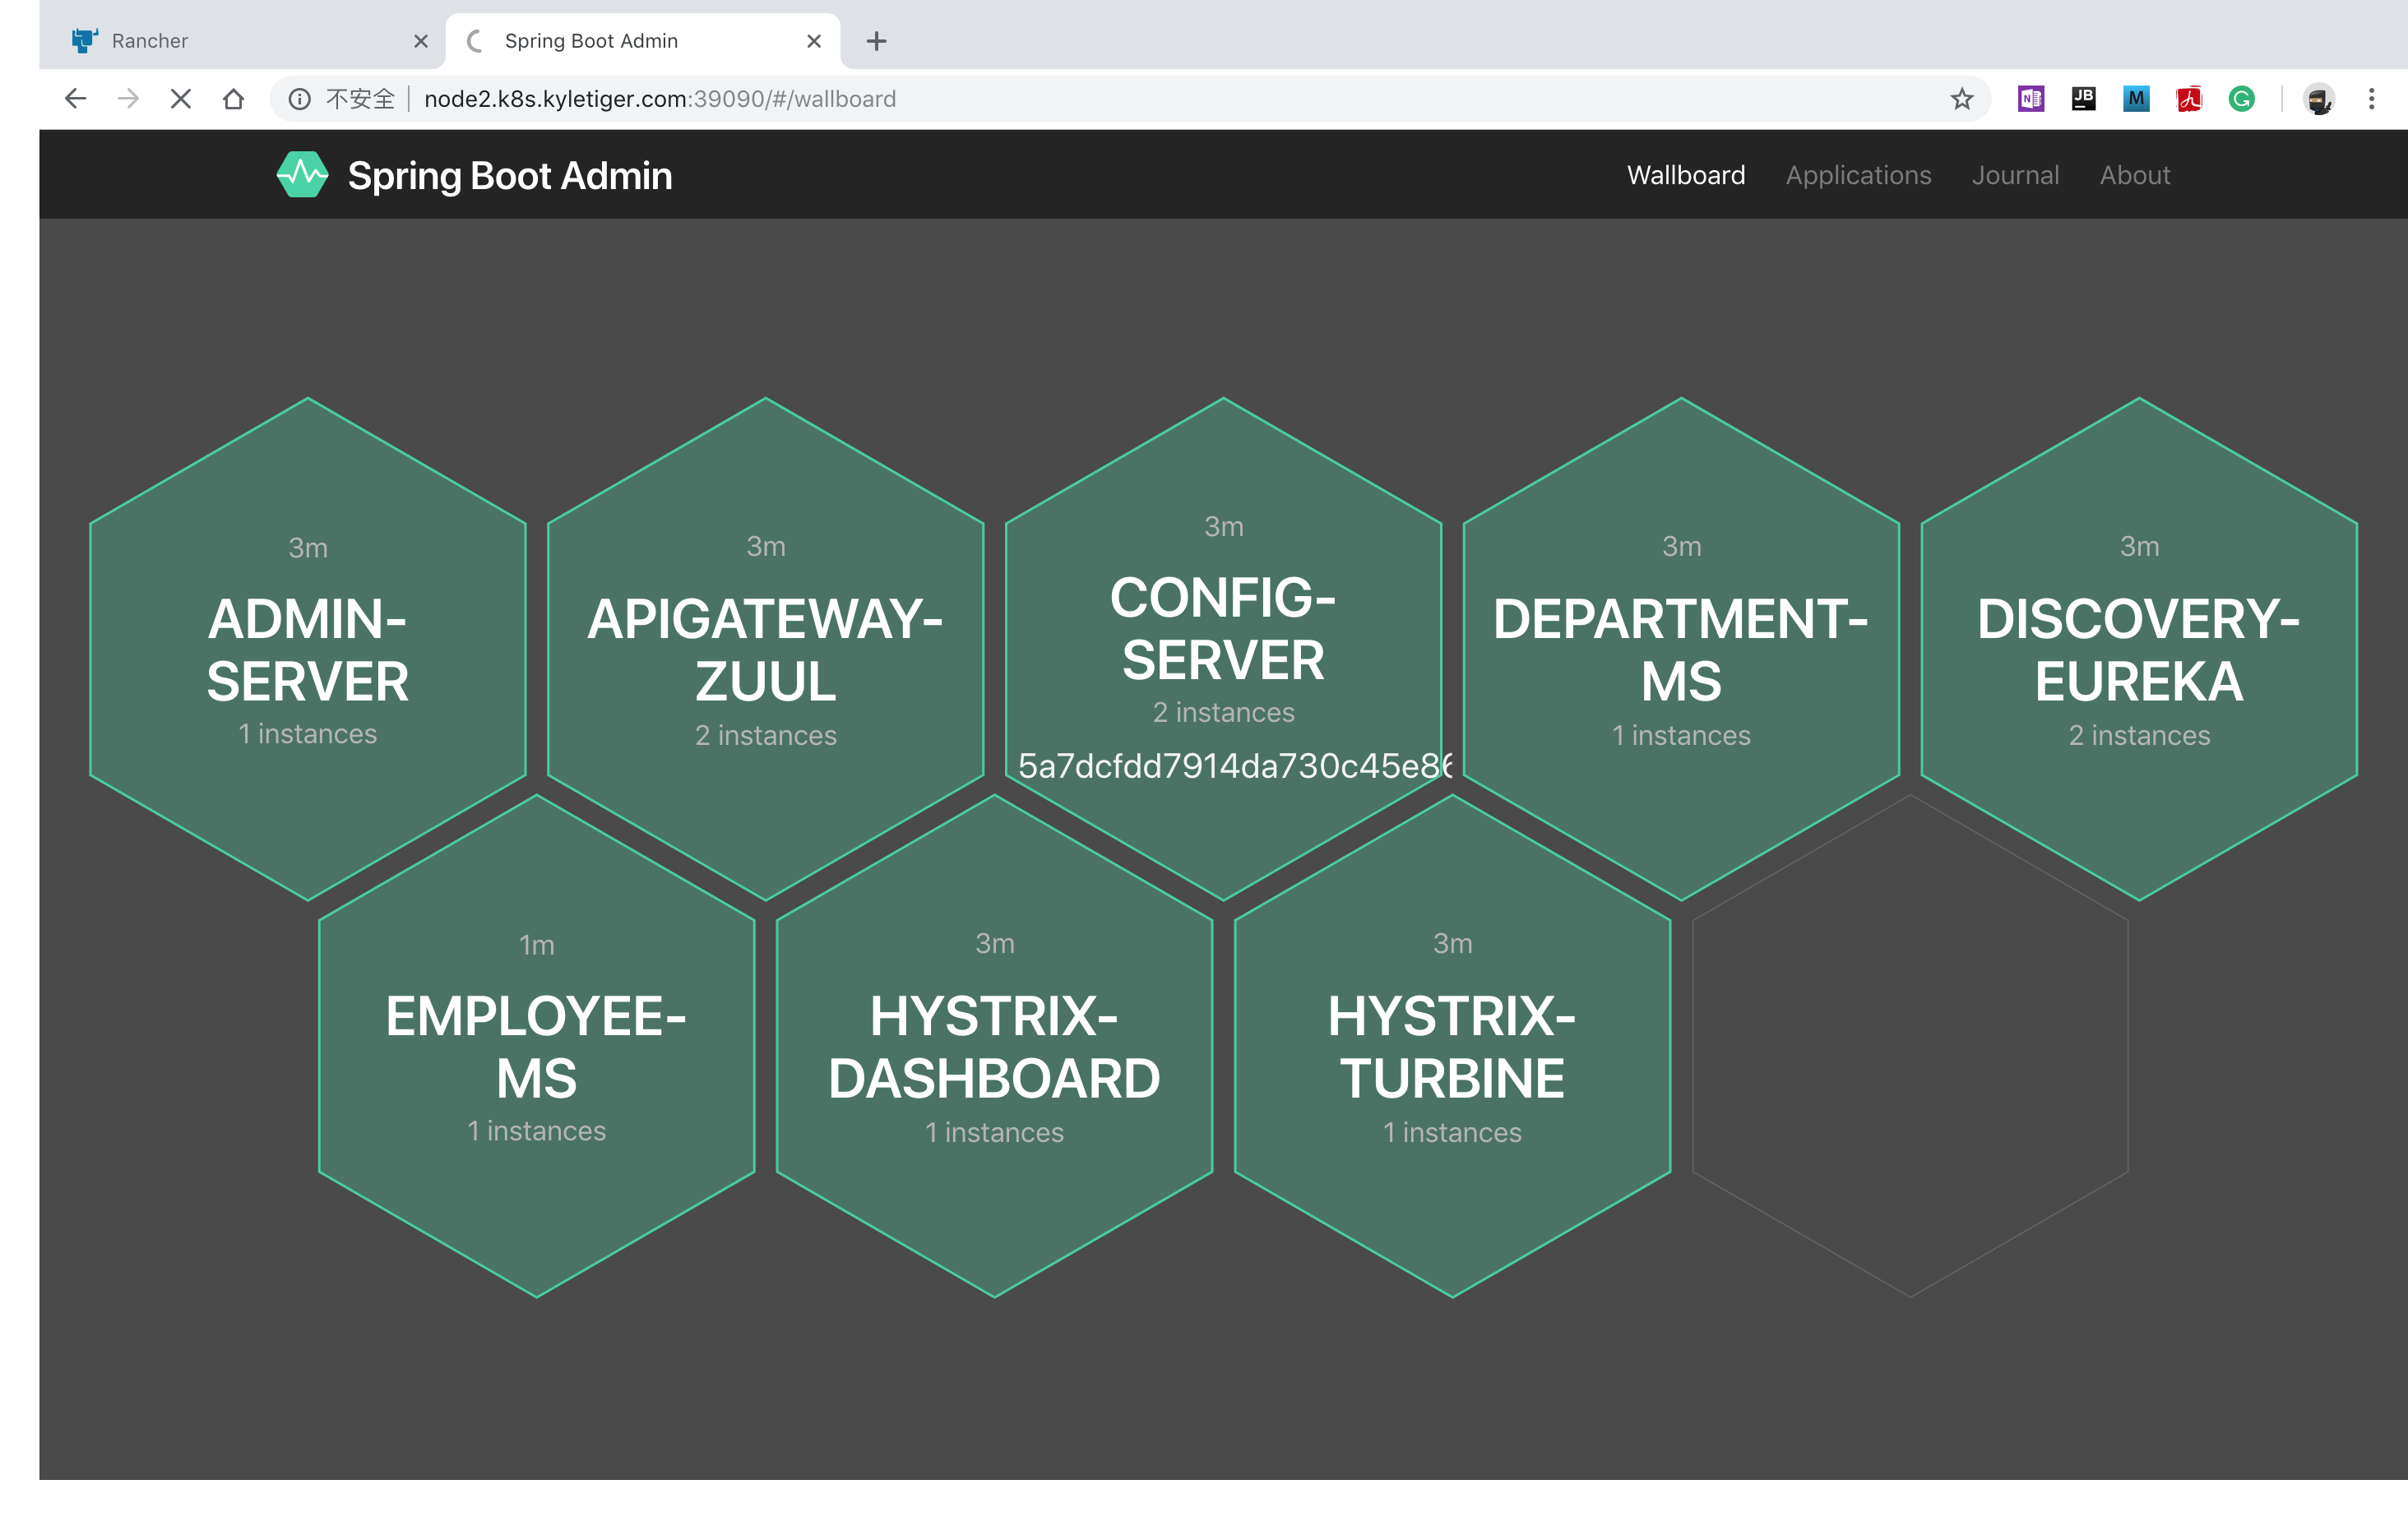 Rancher
Spring Boot Admin
不安全
node2.k8s.kyletiger.com:39090/#/wallboard
N
JB
M
G
Spring Boot Admin
Wallboard
Applications
Journal
About
3m
ADMIN-
SERVER
1 instances
3m
APIGATEWAY-
ZUUL
2 instances
3m
CONFIG-
SERVER
2 instances
5a7dcfdd7914da730c45e86
3m
DEPARTMENT-
MS
1 instances
3m
DISCOVERY-
EUREKA
2 instances
1m
EMPLOYEE-
MS
1 instances
3m
HYSTRIX-
DASHBOARD
1 instances
3m
HYSTRIX-
TURBINE
1 instances